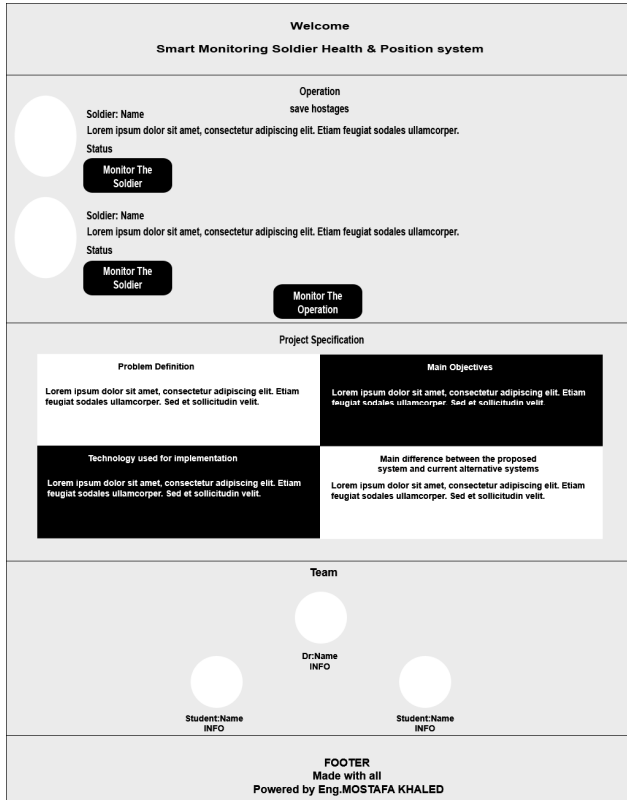 Welcome
Smart Monitoring Soldier Health & Position system
Operation
save hostages
Soldier: Name
Lorem ipsum dolor sit amet, consectetur adipiscing elit. Etiam feugiat sodales ullamcorper.
Status
Monitor The
Soldier
Soldier: Name
Lorem ipsum dolor sit amet, consectetur adipiscing elit. Etiam feugiat sodales ullamcorper.
Status
Monitor The
Soldier
Monitor The
Operation
Project Specification
Problem Definition
Lorem ipsum dolor sit amet, consectetur adipiscing elit. Etiam
feugiat sodales ullamcorper. Sed et sollicitudin velit.
Main Objectives
Lorem ipsum dolor sit amet, consectetur adipiscing elit. Etiam
feugiat sodales ullamcorper. Sed et sollicitudin velit.
Technology used for implementation
Lorem ipsum dolor sit amet, consectetur adipiscing elit. Etiam
feugiat sodales ullamcorper. Sed et sollicitudin velit.
Main difference between the proposed
system and current alternative systems
Lorem ipsum dolor sit amet, consectetur adipiscing elit. Etiam
feugiat sodales ullamcorper. Sed et sollicitudin velit.
Team
Dr:Name
INFO
Student:Name
INFO
Student:Name
INFO
FOOTER
Made with all
Powered by Eng.MOSTAFA KHALED